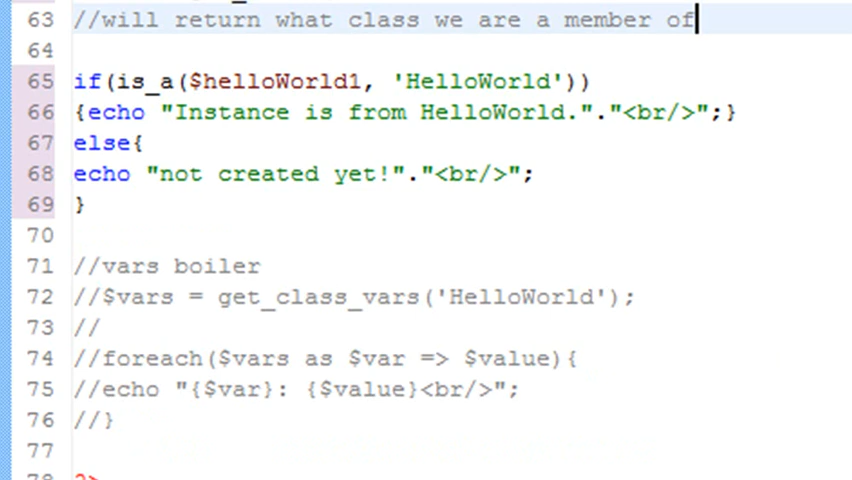 63 //will return what class we are a member of
64
65 if(is_a($helloWorld1, 'HelloWorld'))
66 {echo "Instance is from HelloWorld."."<br/>";}
67 else{
68 echo "not created yet!"."<br/>";
69 }
70
71 //vars boiler
72 //$vars = get_class_vars('HelloWorld');
73 //
74 //foreach($vars as $var => $value){
75 //echo "{$var}: {$value}<br/>";
76 //}
77
78 ?>